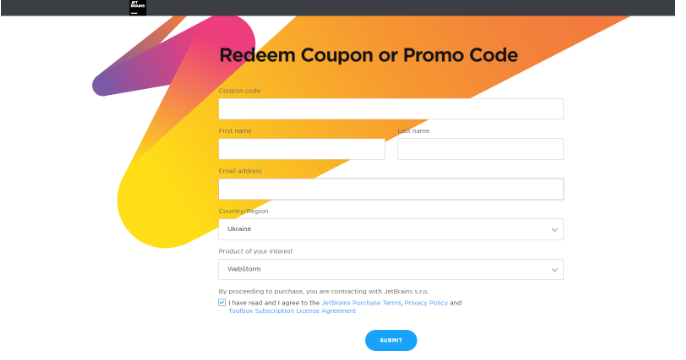 JET
BRAINS
Redeem Coupon or Promo Code
Coupon code
First name Last name
Email address
Country/Region
Ukraine
Product of your interest
WebStorm
By proceeding to purchase, you are contracting with JetBrains s.r.o.
I have read and I agree to the JetBrains Purchase Terms, Privacy Policy and
Toolbox Subscription License Agreement
SUBMIT